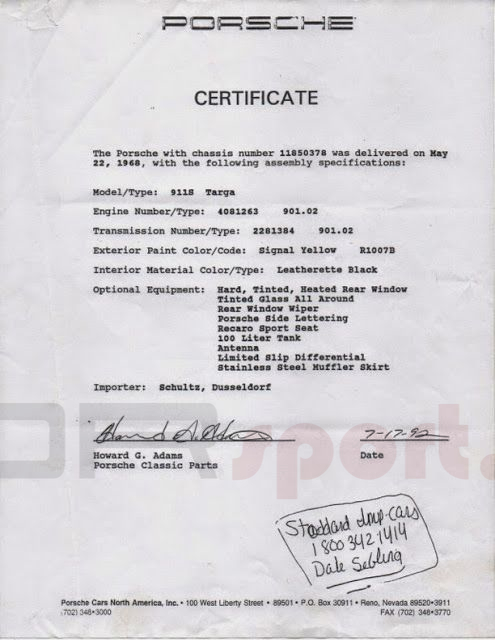 PORSCHE
CERTIFICATE
The Porsche with chassis number 11850378 was delivered on May
22, 1968, with the following assembly specifications:
Model/Type: 911S Targa
Engine Number/Type: 4081263 901.02
Transmission Number/Type: 2281384 901.02
Exterior Paint Color/Code: Signal Yellow R1007B
Interior Material Color/Type: Leatherette Black
Optional Equipment: Hard, Tinted, Heated Rear Window
Tinted Glass All Around
Rear Window Wiper
Porsche Side Lettering
Recaro Sport Seat
100 Liter Tank
Antenna
Limited Slip Differential
Stainless Steel Muffler Skirt
Importer: Schultz, Dusseldorf
sport.
Howard G. Adams 7-17-92
Howard G. Adams Date
Porsche Classic Parts
Stoddard Imp. cars
1800 342 1414
Dale Sebling
Porsche Cars North America, Inc. • 100 West Liberty Street • 89501 • P.O. Box 30911 • Reno, Nevada 89520•3911
(702) 348•3000 FAX (702) 348•3770